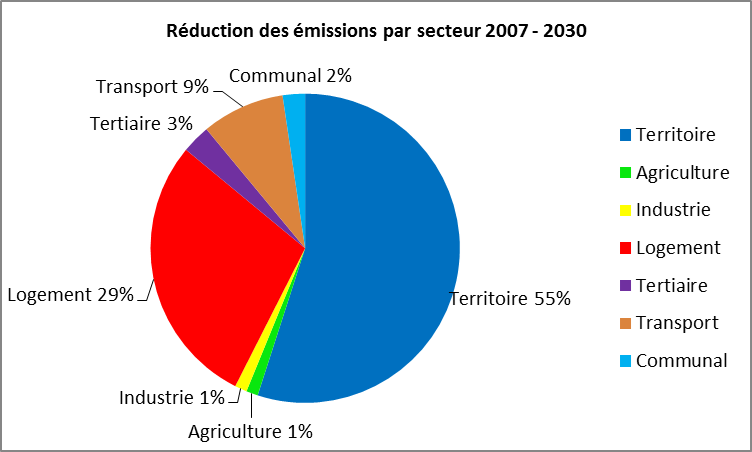 Réduction des émissions par secteur 2007 - 2030
Communal 2%
Transport 9%
Tertiaire 3%
Logement 29%
Industrie 1%
Agriculture 1%
Territoire 55%
Territoire
Agriculture
Industrie
Logement
Tertiaire
Transport
Communal